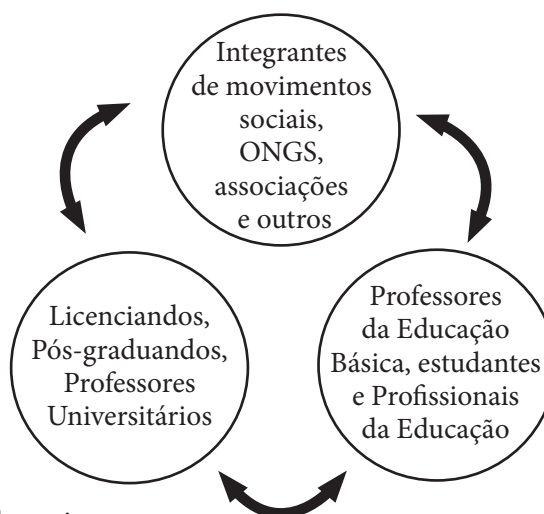 Integrantes
de movimentos
sociais,
ONGS,
associações
e outros
Licenciandos,
Pós-graduandos,
Professores
Universitários
Professores
da Educação
Básica, estudantes
e Profissionais
da Educação